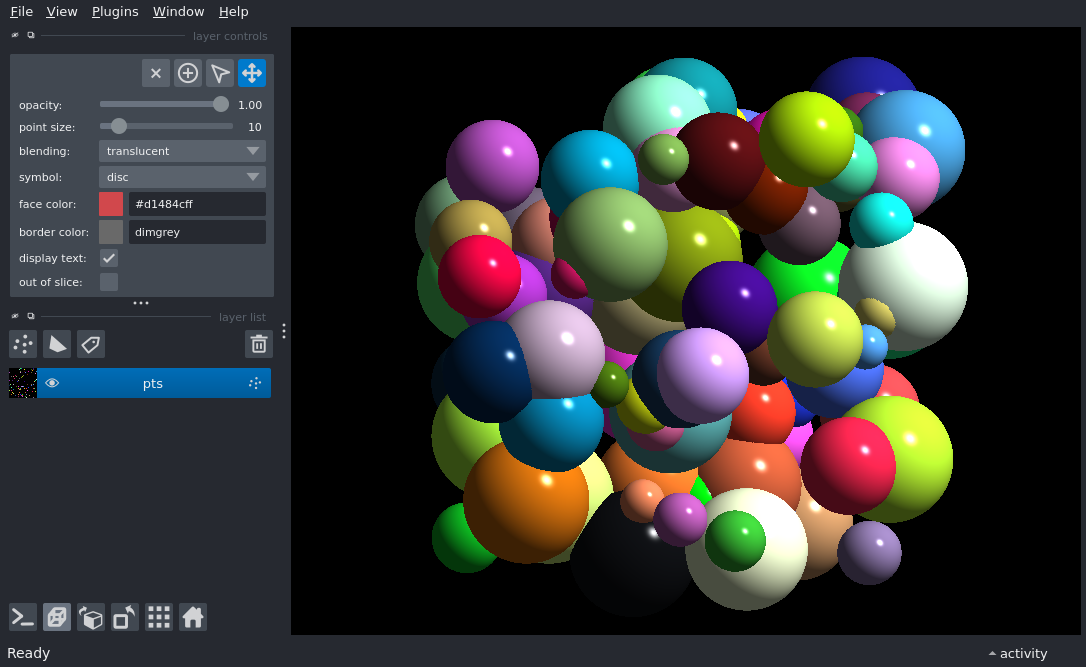 File View Plugins Window Help
layer controls
opacity: 1.00
point size: 10
blending: translucent
symbol: disc
face color: #d1484cff
border color: dimgrey
display text:
out of slice:
layer list
pts
Ready activity